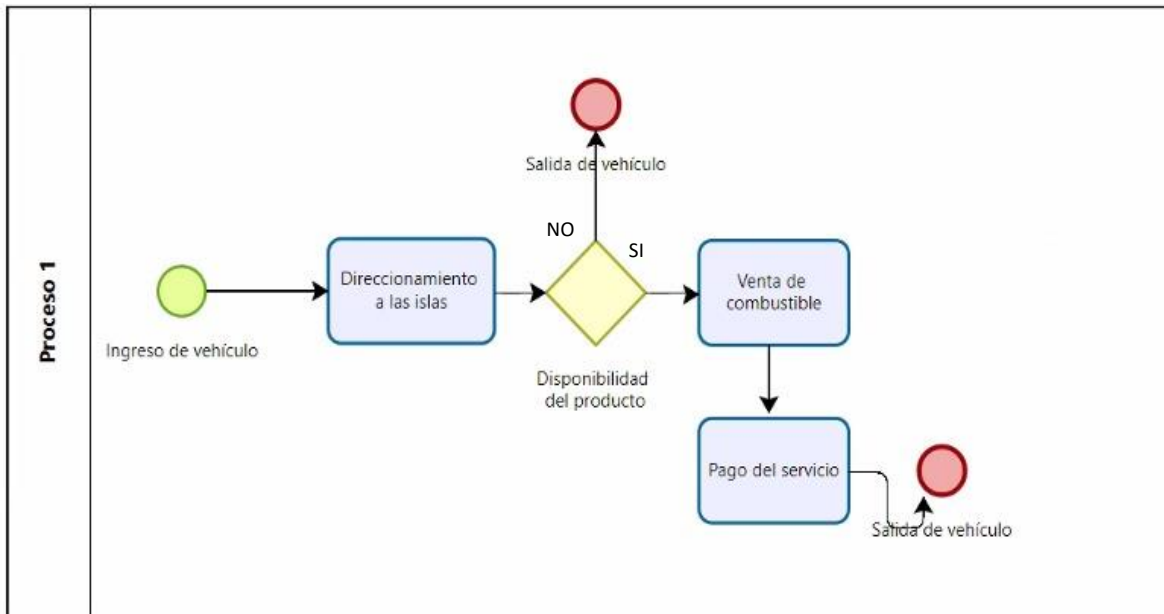 Proceso 1
Salida de vehículo
NO
SI
Direccionamiento
a las islas
Venta de
combustible
Ingreso de vehículo
Disponibilidad
del producto
Pago del servicio
Salida de vehículo